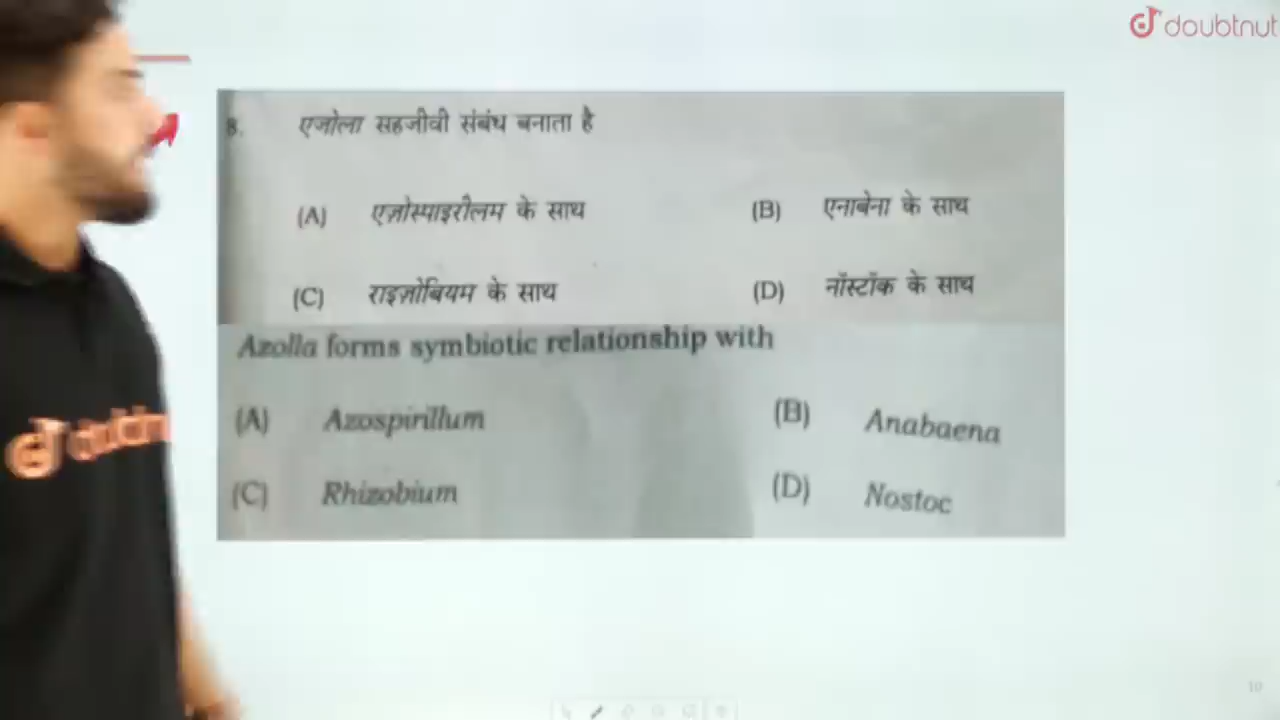 doubtnut
8. एजोला सहजीवी संबंध बनाता है
(A) एज़ोस्पाइरीलम के साथ (B) एनाबेना के साथ
(C) राइज़ोबियम के साथ (D) नॉस्टॉक के साथ
Azolla forms symbiotic relationship with
(A) Azospirillum (B) Anabaena
(C) Rhizobium (D) Nostoc
10